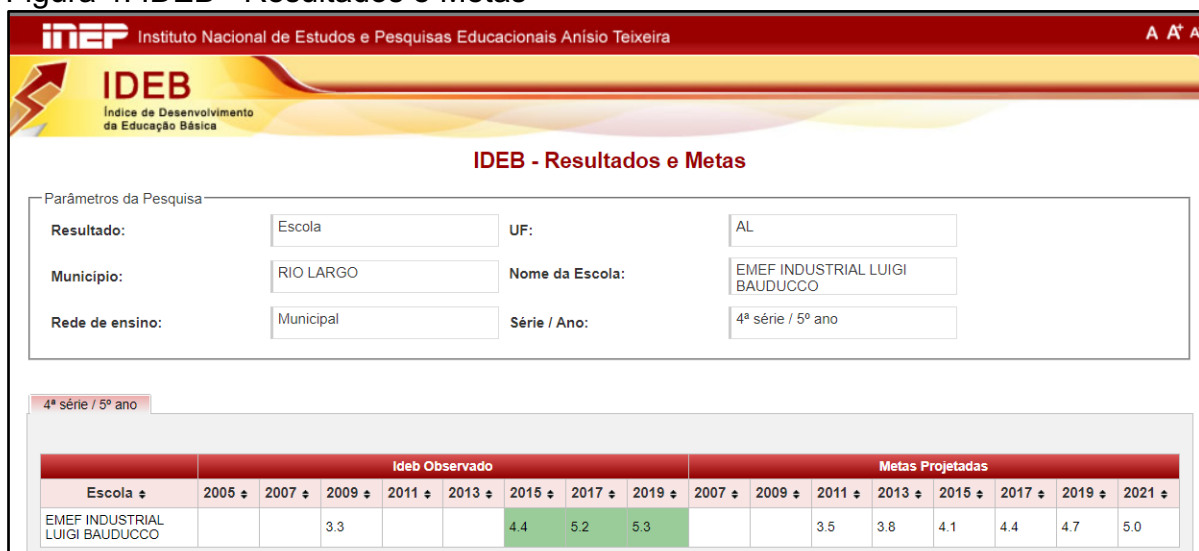 inep Instituto Nacional de Estudos e Pesquisas Educacionais Anísio Teixeira A A+ A
IDEB
Índice de Desenvolvimento
da Educação Básica
IDEB - Resultados e Metas
Parâmetros da Pesquisa
Resultado: Escola UF: AL
Município: RIO LARGO Nome da Escola: EMEF INDUSTRIAL LUIGI
BAUDUCCO
Rede de ensino: Municipal Série / Ano: 4ª série / 5º ano
4ª série / 5º ano
Ideb Observado Metas Projetadas
Escola 2005 2007 2009 2011 2013 2015 2017 2019 2007 2009 2011 2013 2015 2017 2019 2021
EMEF INDUSTRIAL
LUIGI BAUDUCCO 3.3 4.4 5.2 5.3 3.5 3.8 4.1 4.4 4.7 5.0